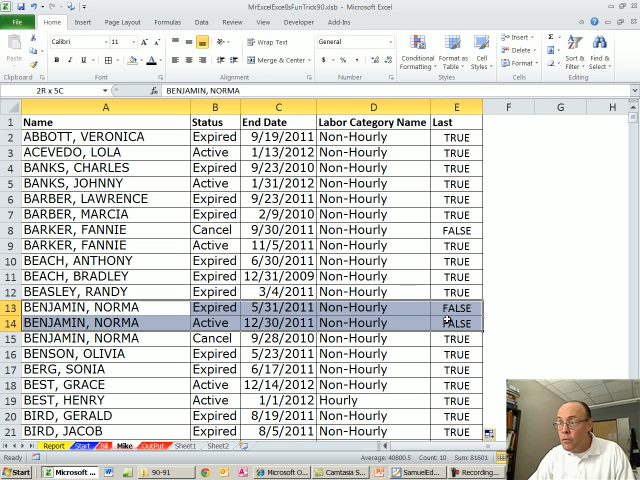 MrExcelExcelIsFunTrick90.xlsb - Microsoft Excel
File Home Insert Page Layout Formulas Data Review View Add-Ins Developer
Calibri 11 Wrap Text General Insert Σ
Paste B I U Merge & Center $ % , Conditional Formatting Format as Table Cell Styles Delete Format Sort & Filter Find & Select
Clipboard Font Alignment Number Styles Cells Editing
2R x 5C fx BENJAMIN, NORMA
A B C D E F G H
1 Name Status End Date Labor Category Name Last
2 ABBOTT, VERONICA Expired 9/19/2011 Non-Hourly TRUE
3 ACEVEDO, LOLA Active 1/13/2012 Non-Hourly TRUE
4 BANKS, CHARLES Expired 9/23/2010 Non-Hourly TRUE
5 BANKS, JOHNNY Active 1/31/2012 Non-Hourly TRUE
6 BARBER, LAWRENCE Expired 9/23/2011 Non-Hourly TRUE
7 BARBER, MARCIA Expired 2/9/2010 Non-Hourly TRUE
8 BARKER, FANNIE Cancel 9/30/2011 Non-Hourly FALSE
9 BARKER, FANNIE Active 11/5/2011 Non-Hourly TRUE
10 BEACH, ANTHONY Expired 6/30/2011 Non-Hourly TRUE
11 BEACH, BRADLEY Expired 12/31/2009 Non-Hourly TRUE
12 BEASLEY, RANDY Expired 3/4/2011 Non-Hourly TRUE
13 BENJAMIN, NORMA Expired 5/31/2011 Non-Hourly FALSE
14 BENJAMIN, NORMA Active 12/30/2011 Non-Hourly FALSE
15 BENJAMIN, NORMA Cancel 9/28/2010 Non-Hourly TRUE
16 BENSON, OLIVIA Expired 5/23/2011 Non-Hourly TRUE
17 BERG, SONIA Expired 6/17/2011 Non-Hourly TRUE
18 BEST, GRACE Active 12/14/2012 Non-Hourly TRUE
19 BEST, HENRY Active 1/1/2012 Hourly TRUE
20 BIRD, GERALD Expired 8/19/2011 Non-Hourly TRUE
21 BIRD, JACOB Expired 8/5/2011 Non-Hourly TRUE
Report Start Bill Mike OutPut Sheet1 Sheet2
Ready Average: 40800.5 Count: 10 Sum: 81601
Start Microsoft ... 90-91 Microsoft O... Camtasia S... SamuelEd... Recording...